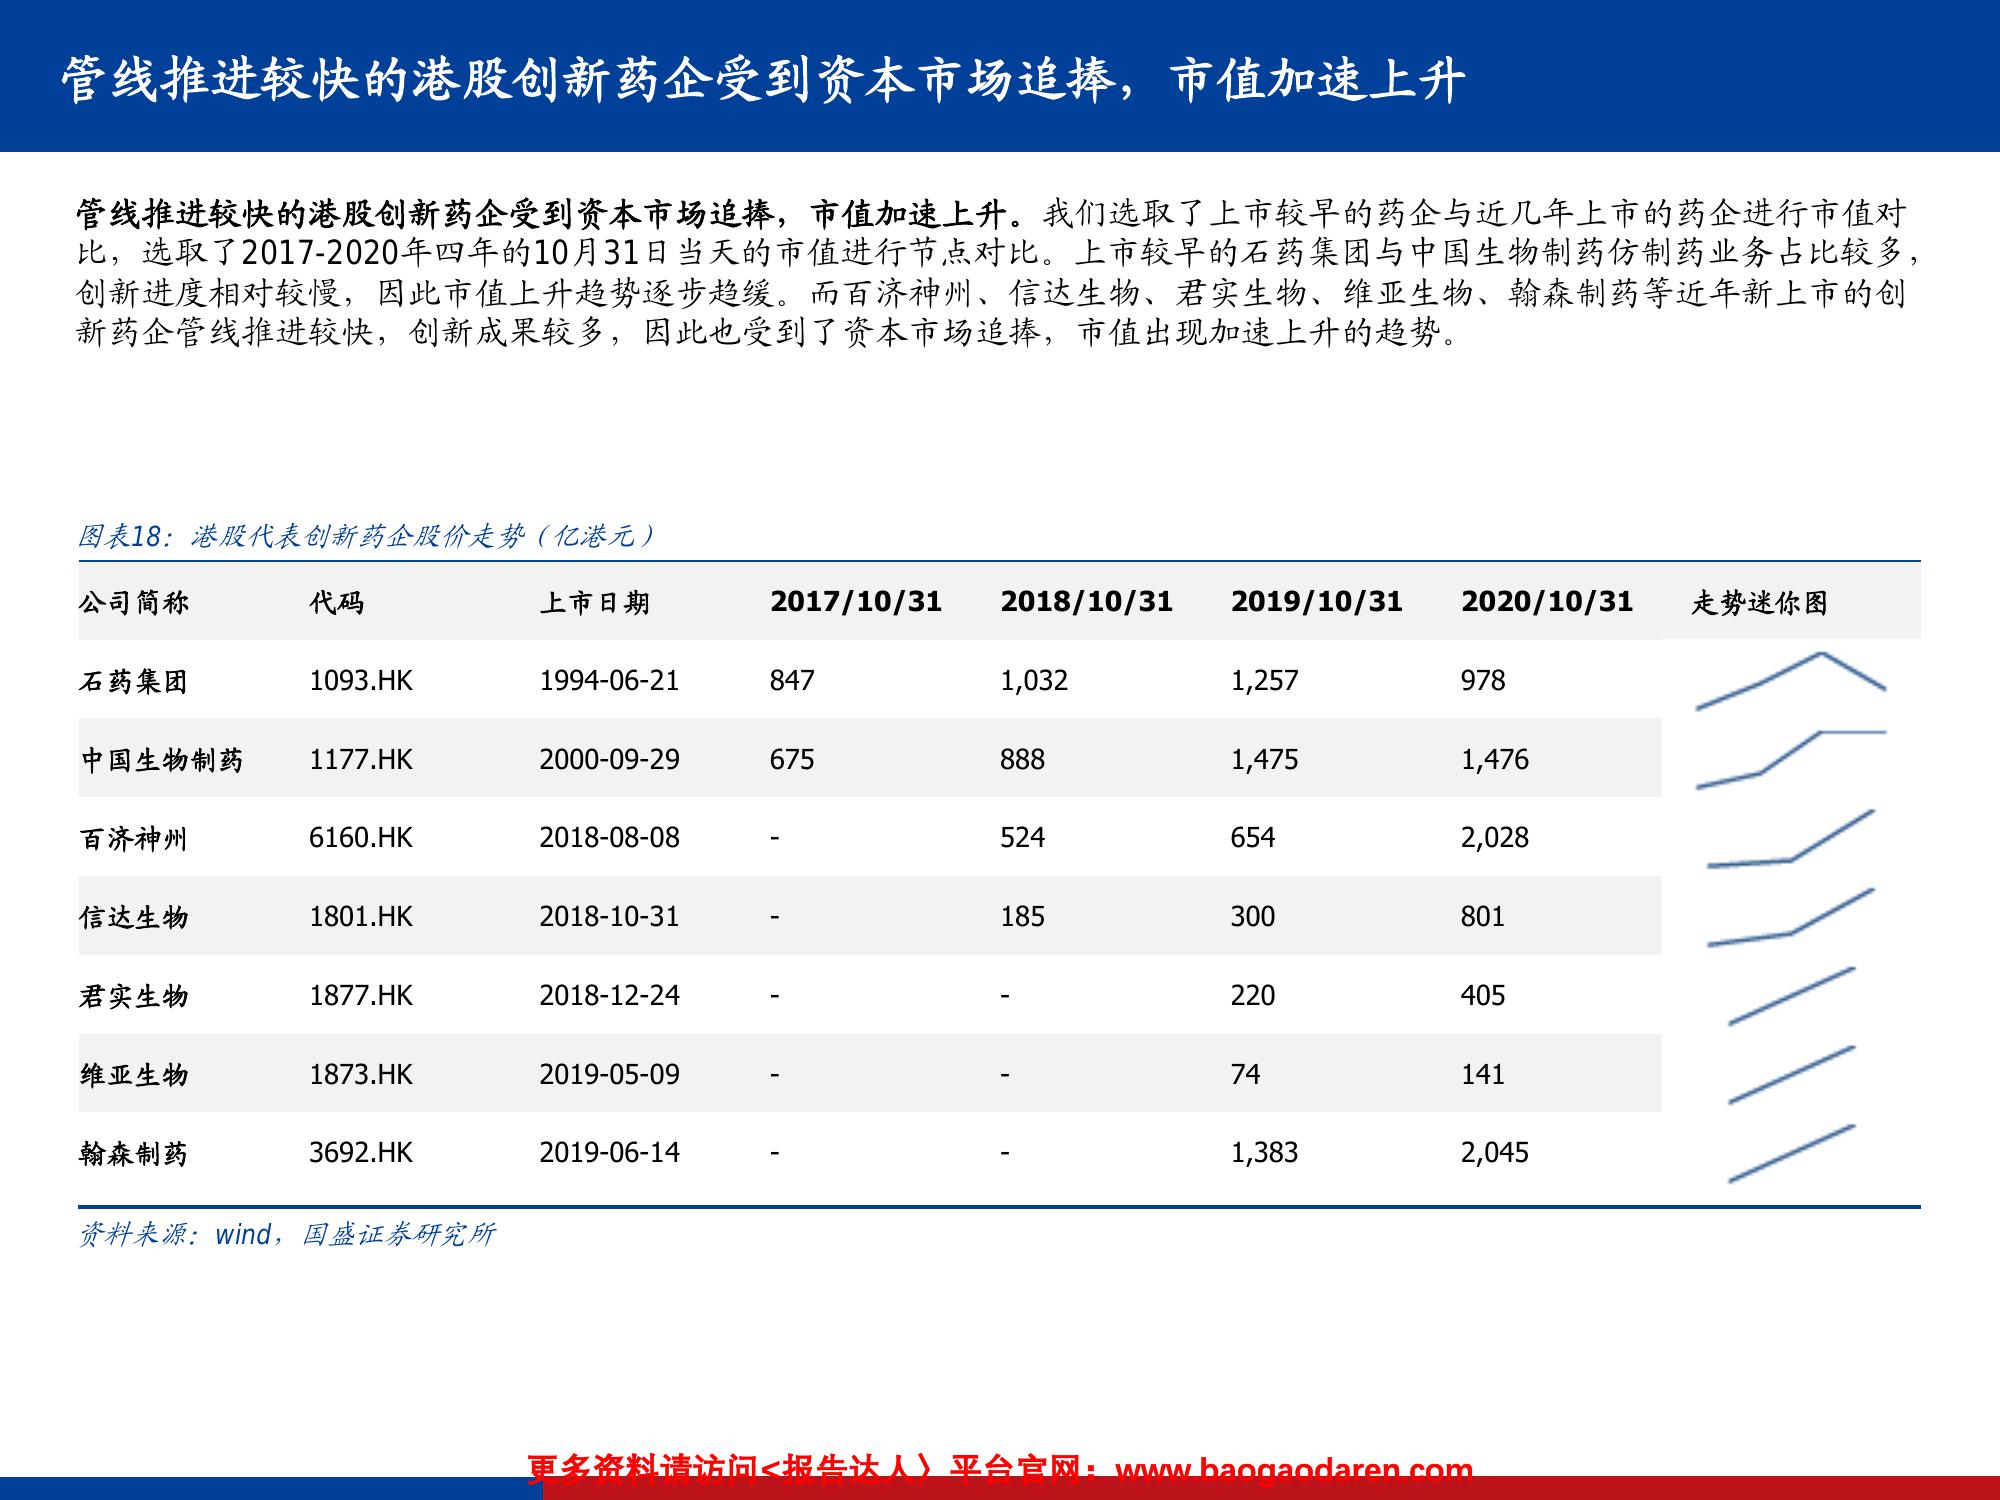 管线推进较快的港股创新药企受到资本市场追捧，市值加速上升
管线推进较快的港股创新药企受到资本市场追捧，市值加速上升。我们选取了上市较早的药企与近几年上市的药企进行市值对
比，选取了2017-2020年四年的10月31日当天的市值进行节点对比。上市较早的石药集团与中国生物制药仿制药业务占比较多，
创新进度相对较慢，因此市值上升趋势逐步趋缓。而百济神州、信达生物、君实生物、维亚生物、翰森制药等近年新上市的创
新药企管线推进较快，创新成果较多，因此也受到了资本市场追捧，市值出现加速上升的趋势。
图表18：港股代表创新药企股价走势（亿港元）
公司简称 代码 上市日期 2017/10/31 2018/10/31 2019/10/31 2020/10/31 走势迷你图
石药集团 1093.HK 1994-06-21 847 1,032 1,257 978
中国生物制药 1177.HK 2000-09-29 675 888 1,475 1,476
百济神州 6160.HK 2018-08-08 - 524 654 2,028
信达生物 1801.HK 2018-10-31 - 185 300 801
君实生物 1877.HK 2018-12-24 - - 220 405
维亚生物 1873.HK 2019-05-09 - - 74 141
翰森制药 3692.HK 2019-06-14 - - 1,383 2,045
资料来源：wind，国盛证券研究所
更多资料请访问<报告达人〉平台官网：www.baogaodaren.com